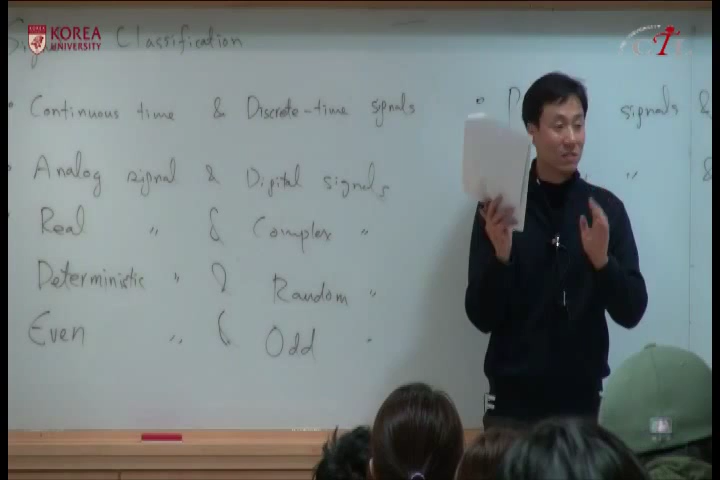 KOREA
UNIVERSITY
Classification
Continuous time & Discrete-time signals
Analog signal & Digital signals
Real " & Complex "
Deterministic " & Random "
Even " & Odd "
signals &
" &